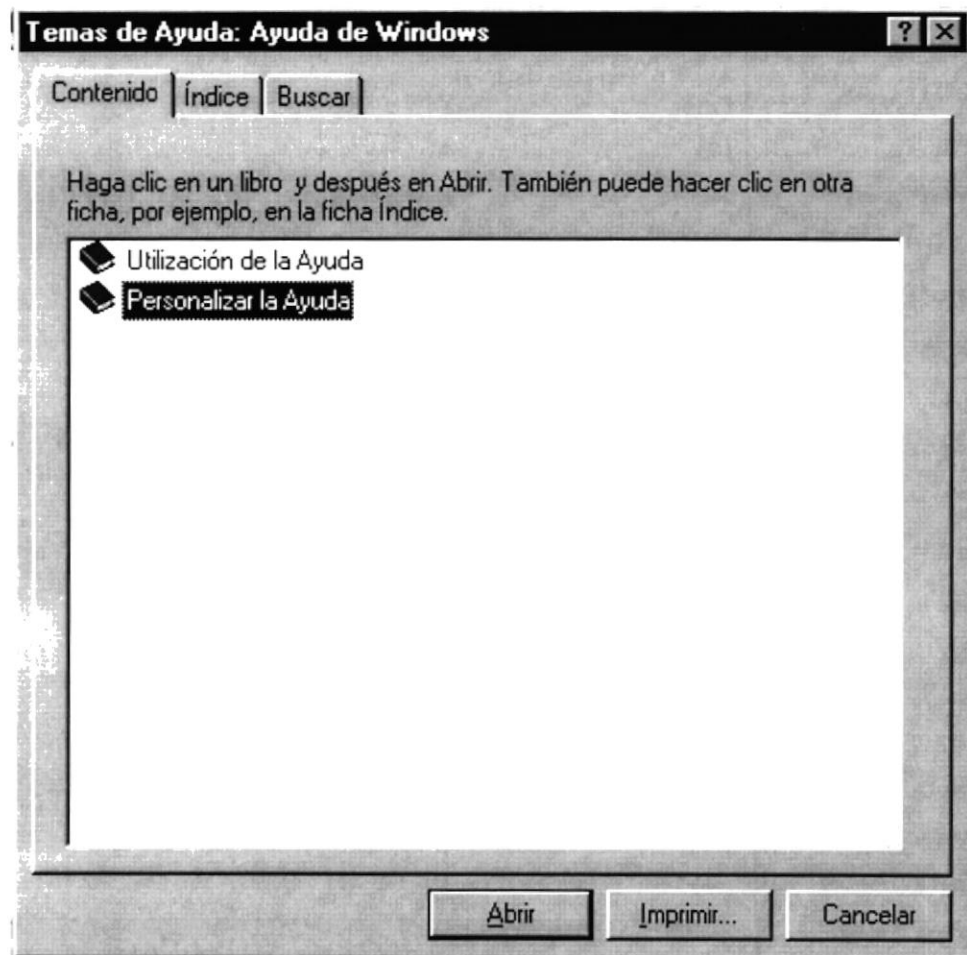 Temas de Ayuda: Ayuda de Windows
Contenido Índice Buscar
Haga clic en un libro y después en Abrir. También puede hacer clic en otra
ficha, por ejemplo, en la ficha Índice.
Utilización de la Ayuda
Personalizar la Ayuda
Abrir Imprimir... Cancelar